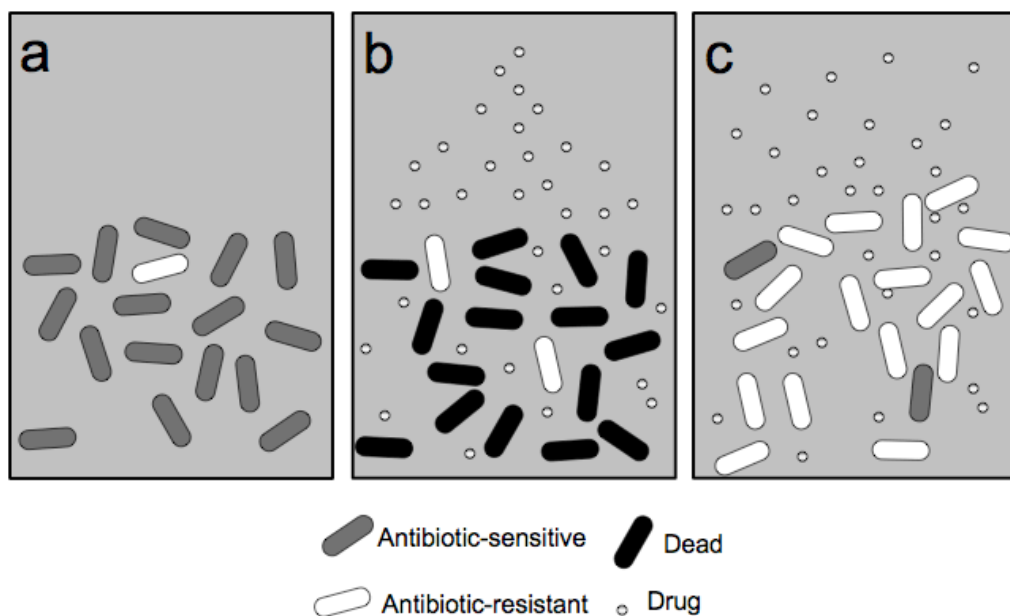 a
b
c
Antibiotic-sensitive
Dead
Antibiotic-resistant
Drug